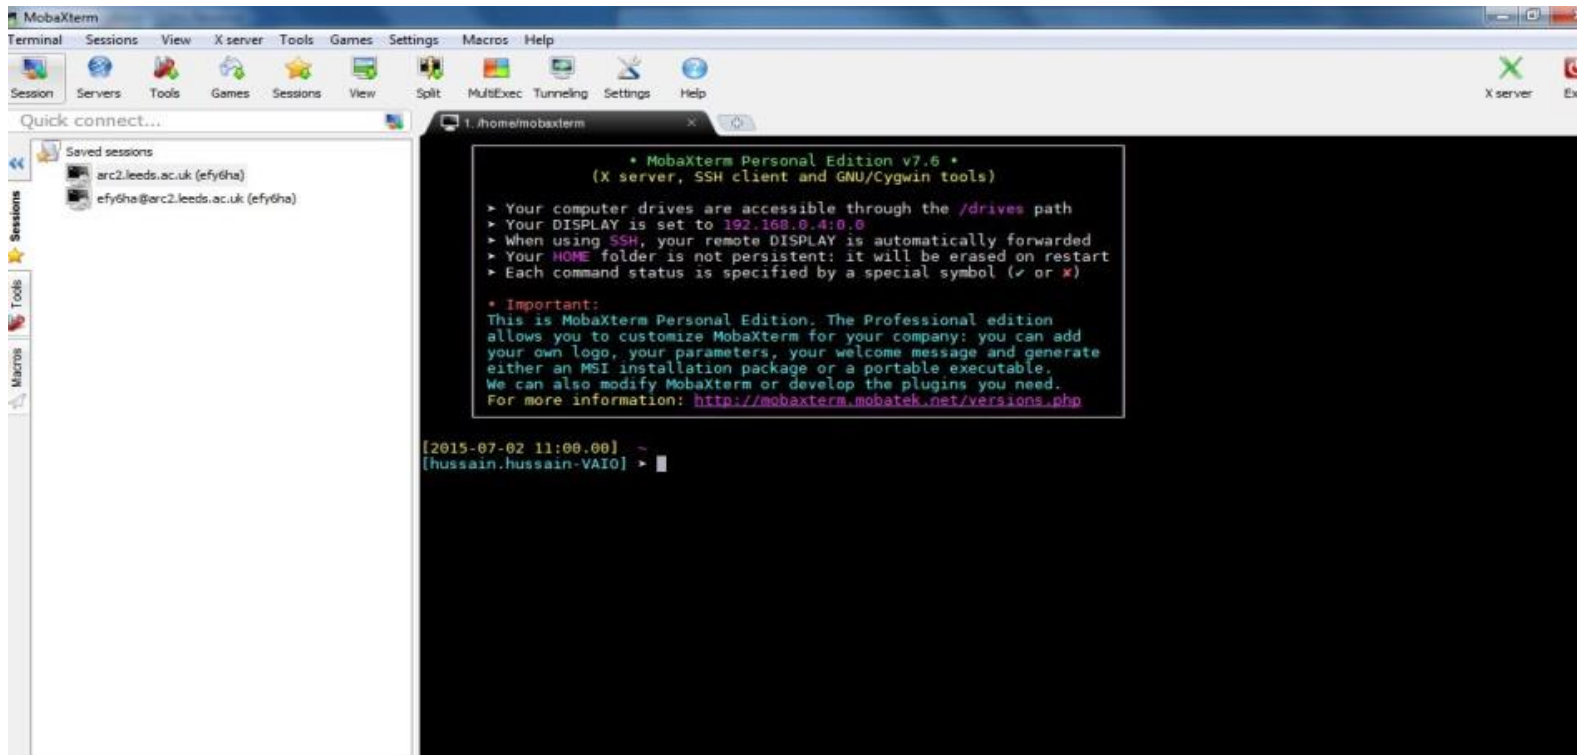 MobaXterm
Terminal Sessions View X server Tools Games Settings Macros Help
Session Servers Tools Games Sessions View Split MultiExec Tunneling Settings Help X server
Quick connect...
1. /home/mobaxterm
Saved sessions
arc2.leeds.ac.uk (efy6ha)
efy6ha@arc2.leeds.ac.uk (efy6ha)
Sessions
Tools
Macros
• MobaXterm Personal Edition v7.6 •
(X server, SSH client and GNU/Cygwin tools)
➤ Your computer drives are accessible through the /drives path
➤ Your DISPLAY is set to 192.168.0.4:0.0
➤ When using SSH, your remote DISPLAY is automatically forwarded
➤ Your HOME folder is not persistent: it will be erased on restart
➤ Each command status is specified by a special symbol (✓ or ✘)
• Important:
This is MobaXterm Personal Edition. The Professional edition
allows you to customize MobaXterm for your company: you can add
your own logo, your parameters, your welcome message and generate
either an MSI installation package or a portable executable.
We can also modify MobaXterm or develop the plugins you need.
For more information: http://mobaxterm.mobatek.net/versions.php
[2015-07-02 11:00.00] ~
[hussain.hussain-VAIO] ➤